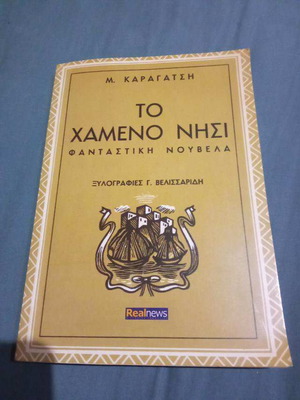 Μ. ΚΑΡΑΓΑΤΣΗ
ΤΟ
ΧΑΜΕΝΟ ΝΗΣΙ
ΦΑΝΤΑΣΤΙΚΗ ΝΟΥΒΕΛΑ
ΞΥΛΟΓΡΑΦΙΕΣ Γ. ΒΕΛΙΣΣΑΡΙΔΗ
Realnews